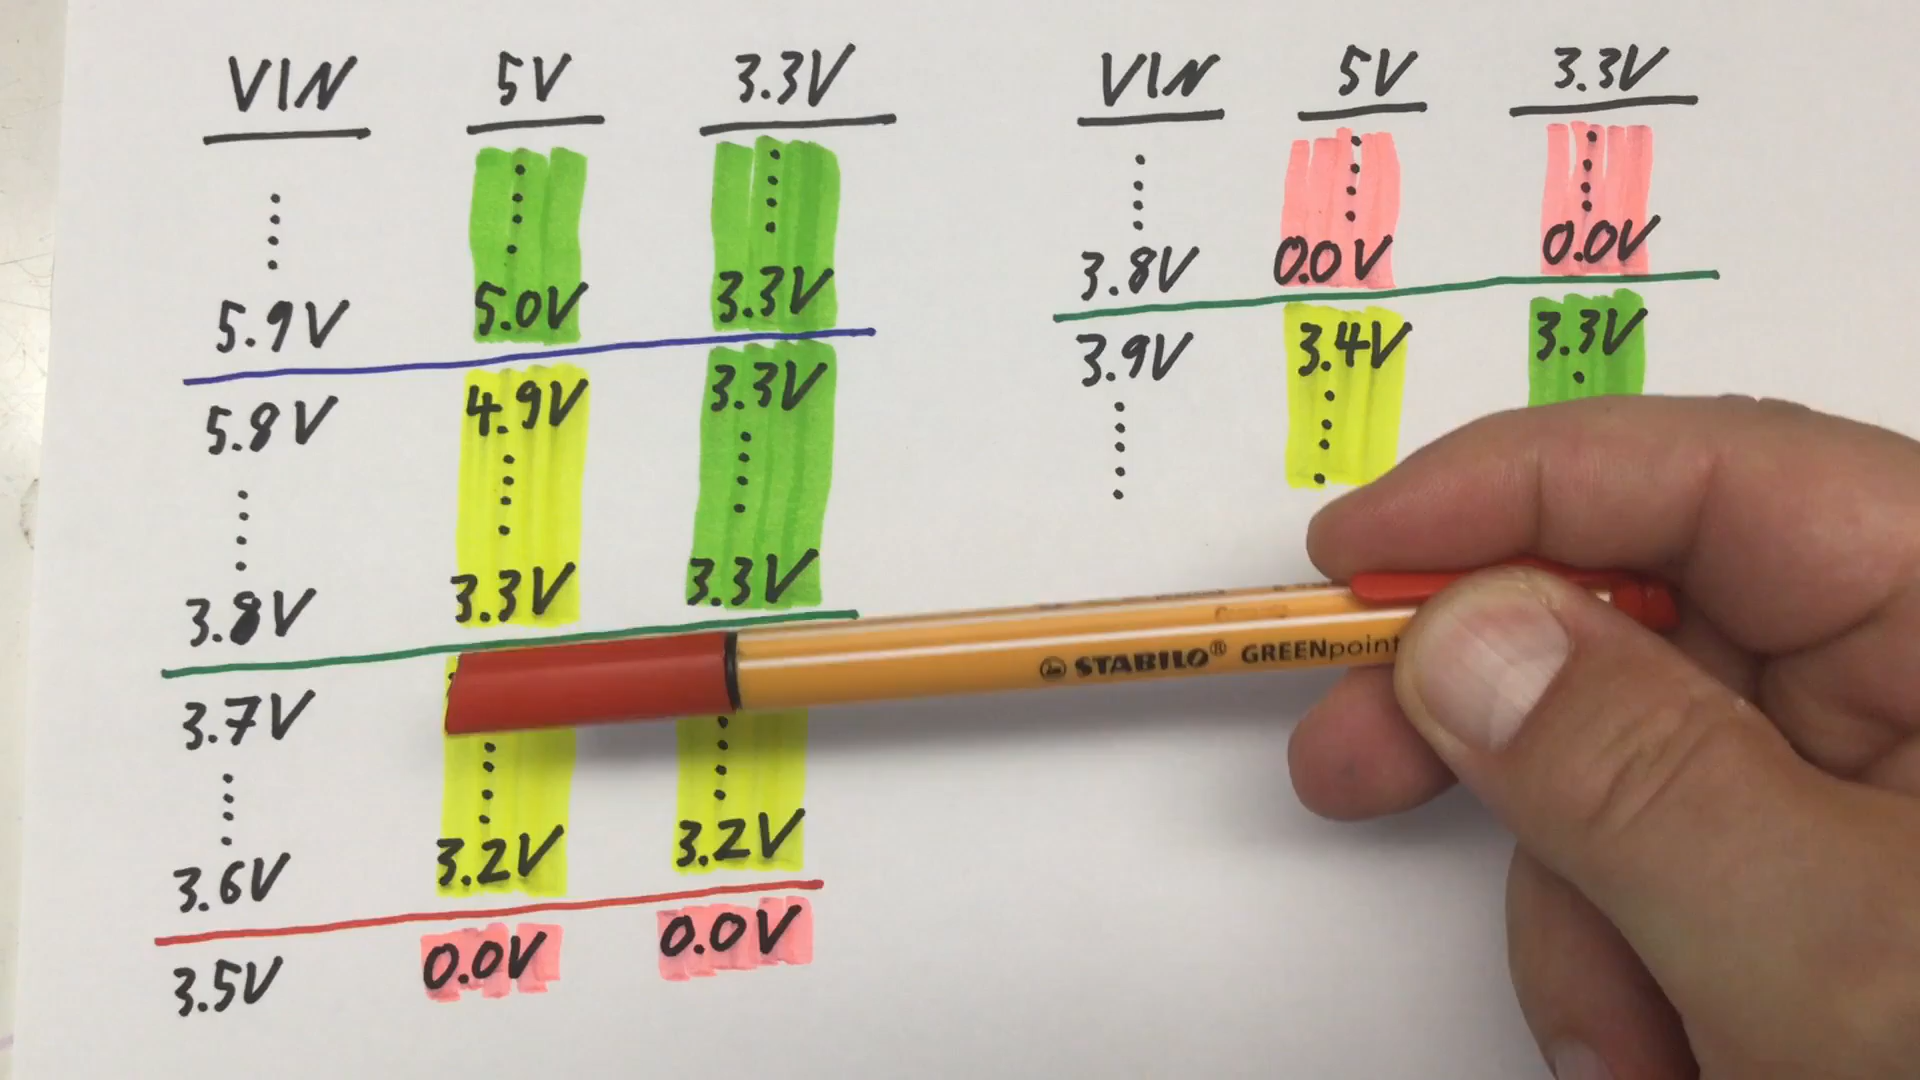 VIN 5V 3.3V
5.9V 5.0V 3.3V
5.8V 4.9V 3.3V
3.8V 3.3V 3.3V
3.7V
3.6V 3.2V 3.2V
3.5V 0.0V 0.0V
VIN 5V 3.3V
3.8V 0.0V 0.0V
3.9V 3.4V 3.3V
STABILO® GREENpoint